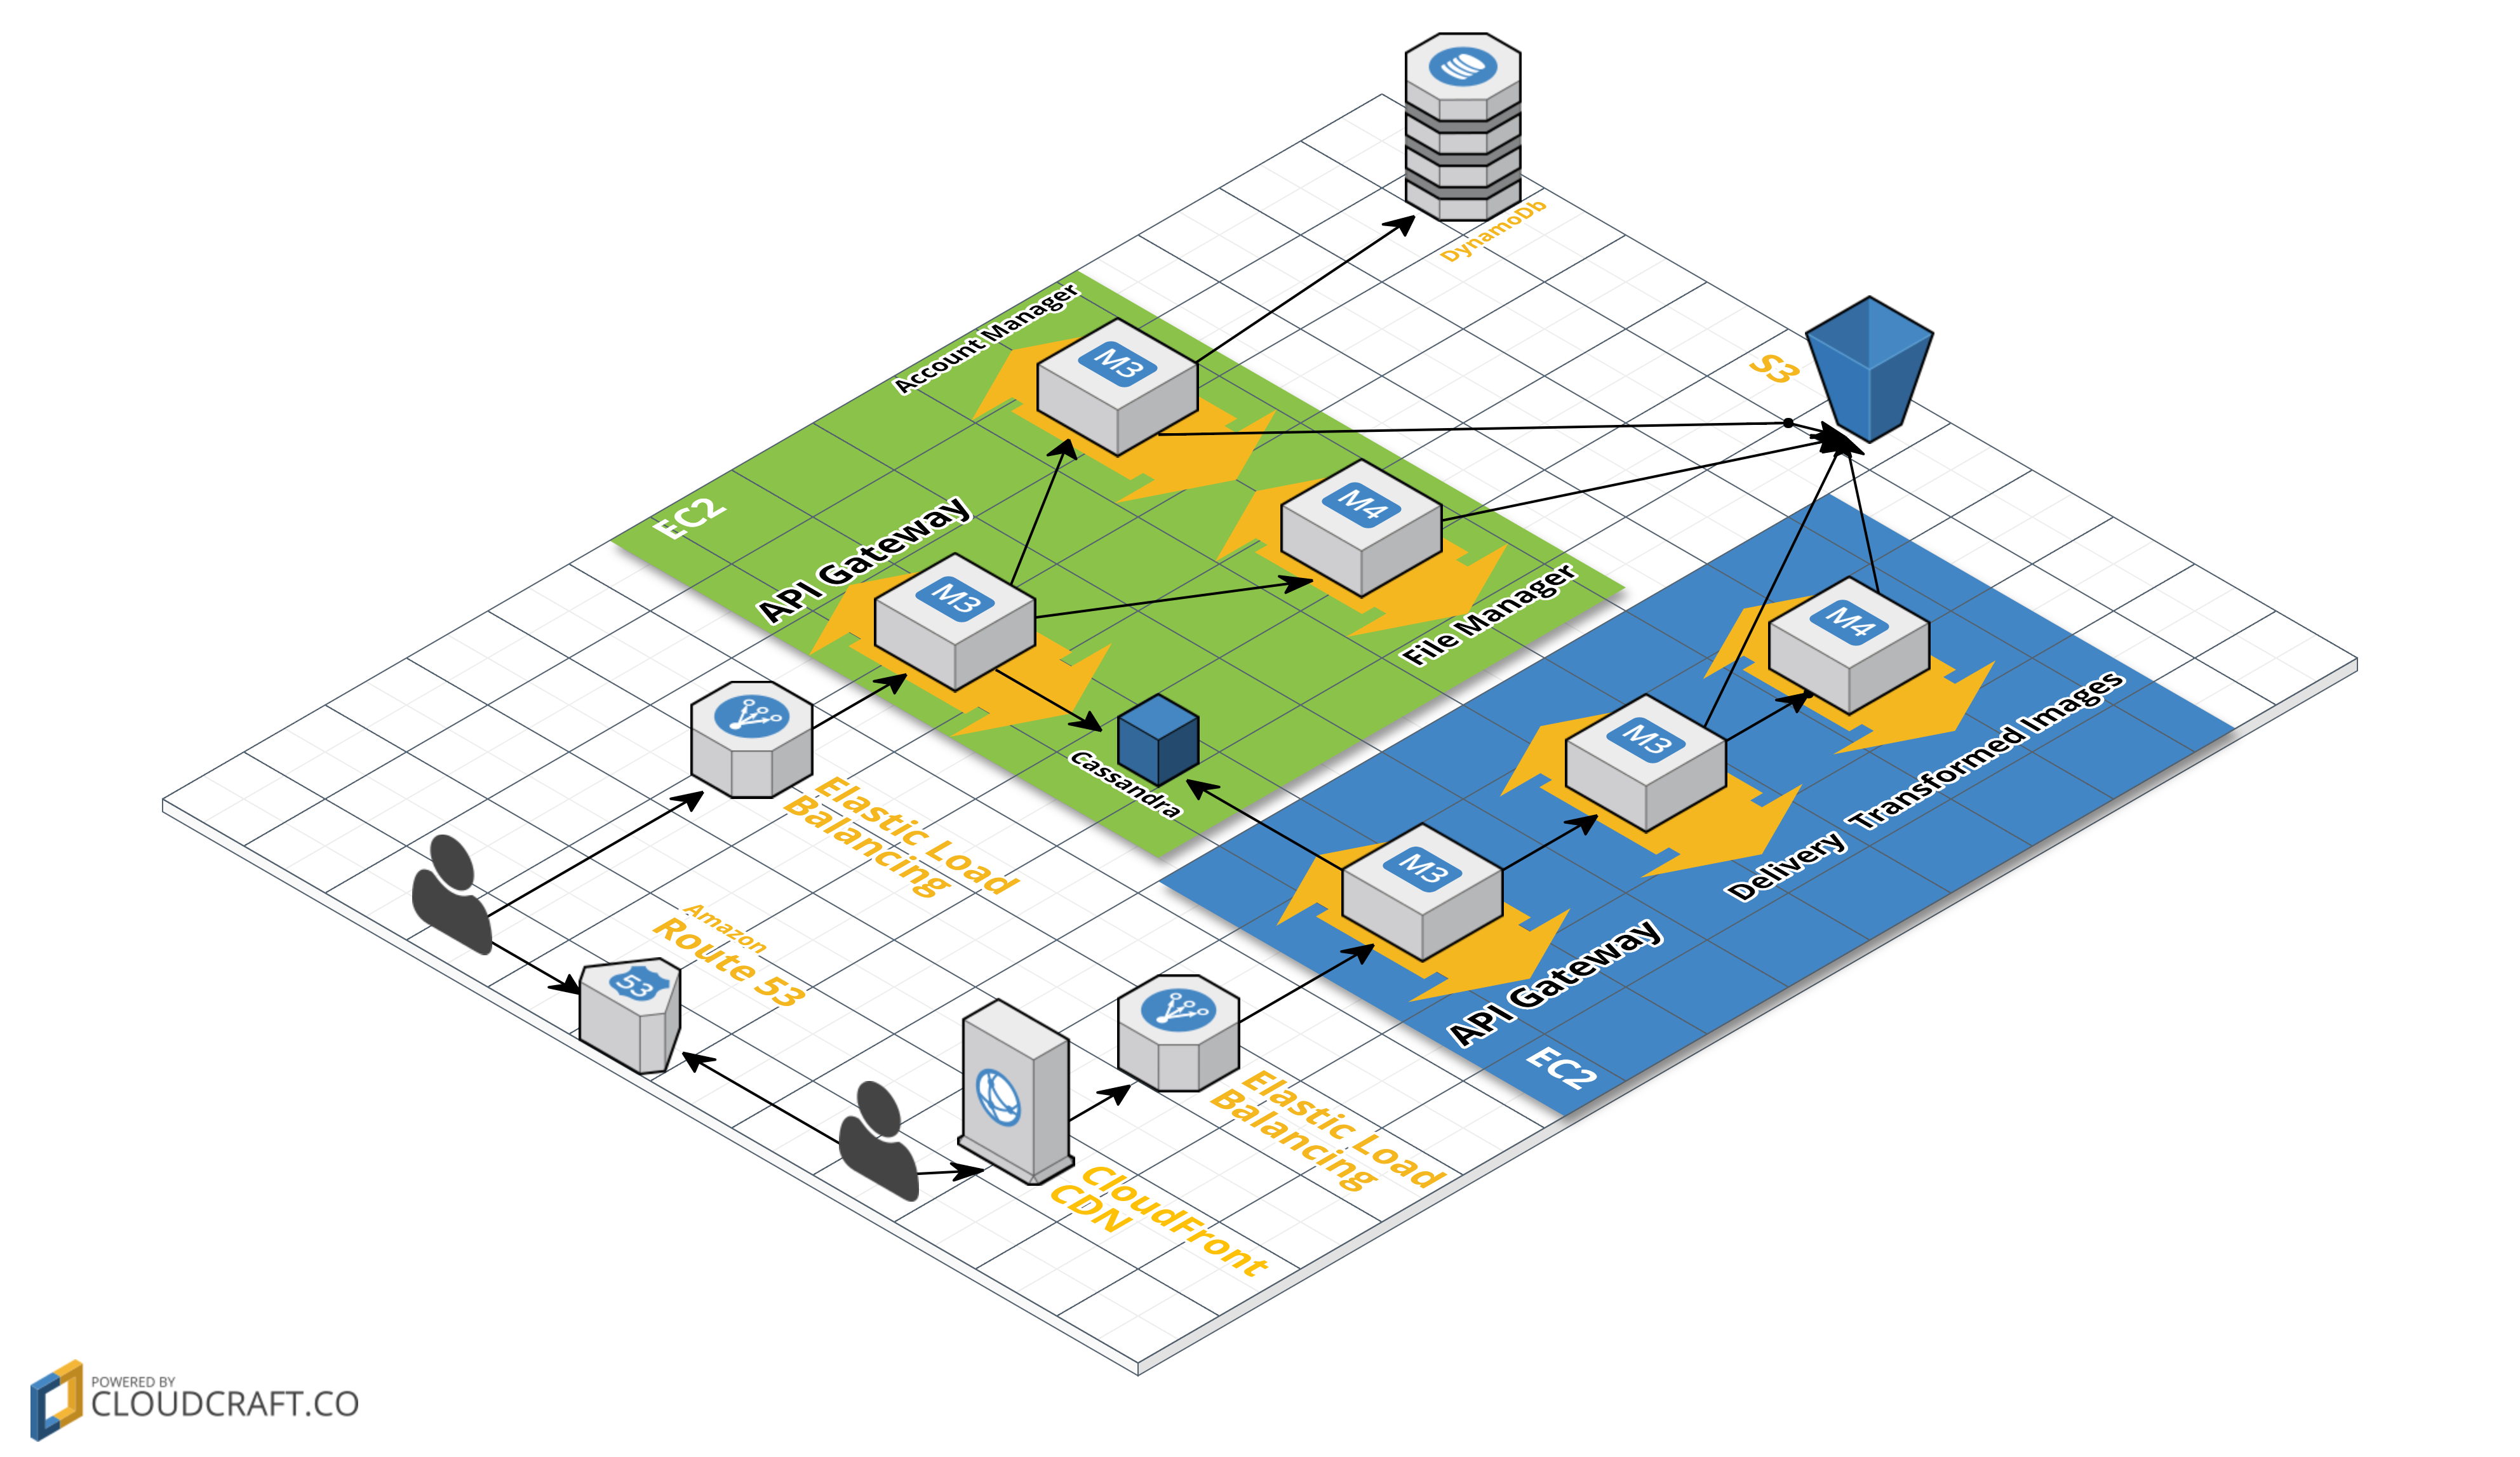 DynamoDb
S3
Account Manager
M3
EC2
API Gateway
M4
M3
File Manager
M4
M3
Cassandra
Delivery Transformed Images
Elastic Load
Balancing
M3
Amazon
Route 53
53
API Gateway
EC2
Elastic Load
Balancing
CloudFront
CDN
POWERED BY
CLOUDCRAFT.CO